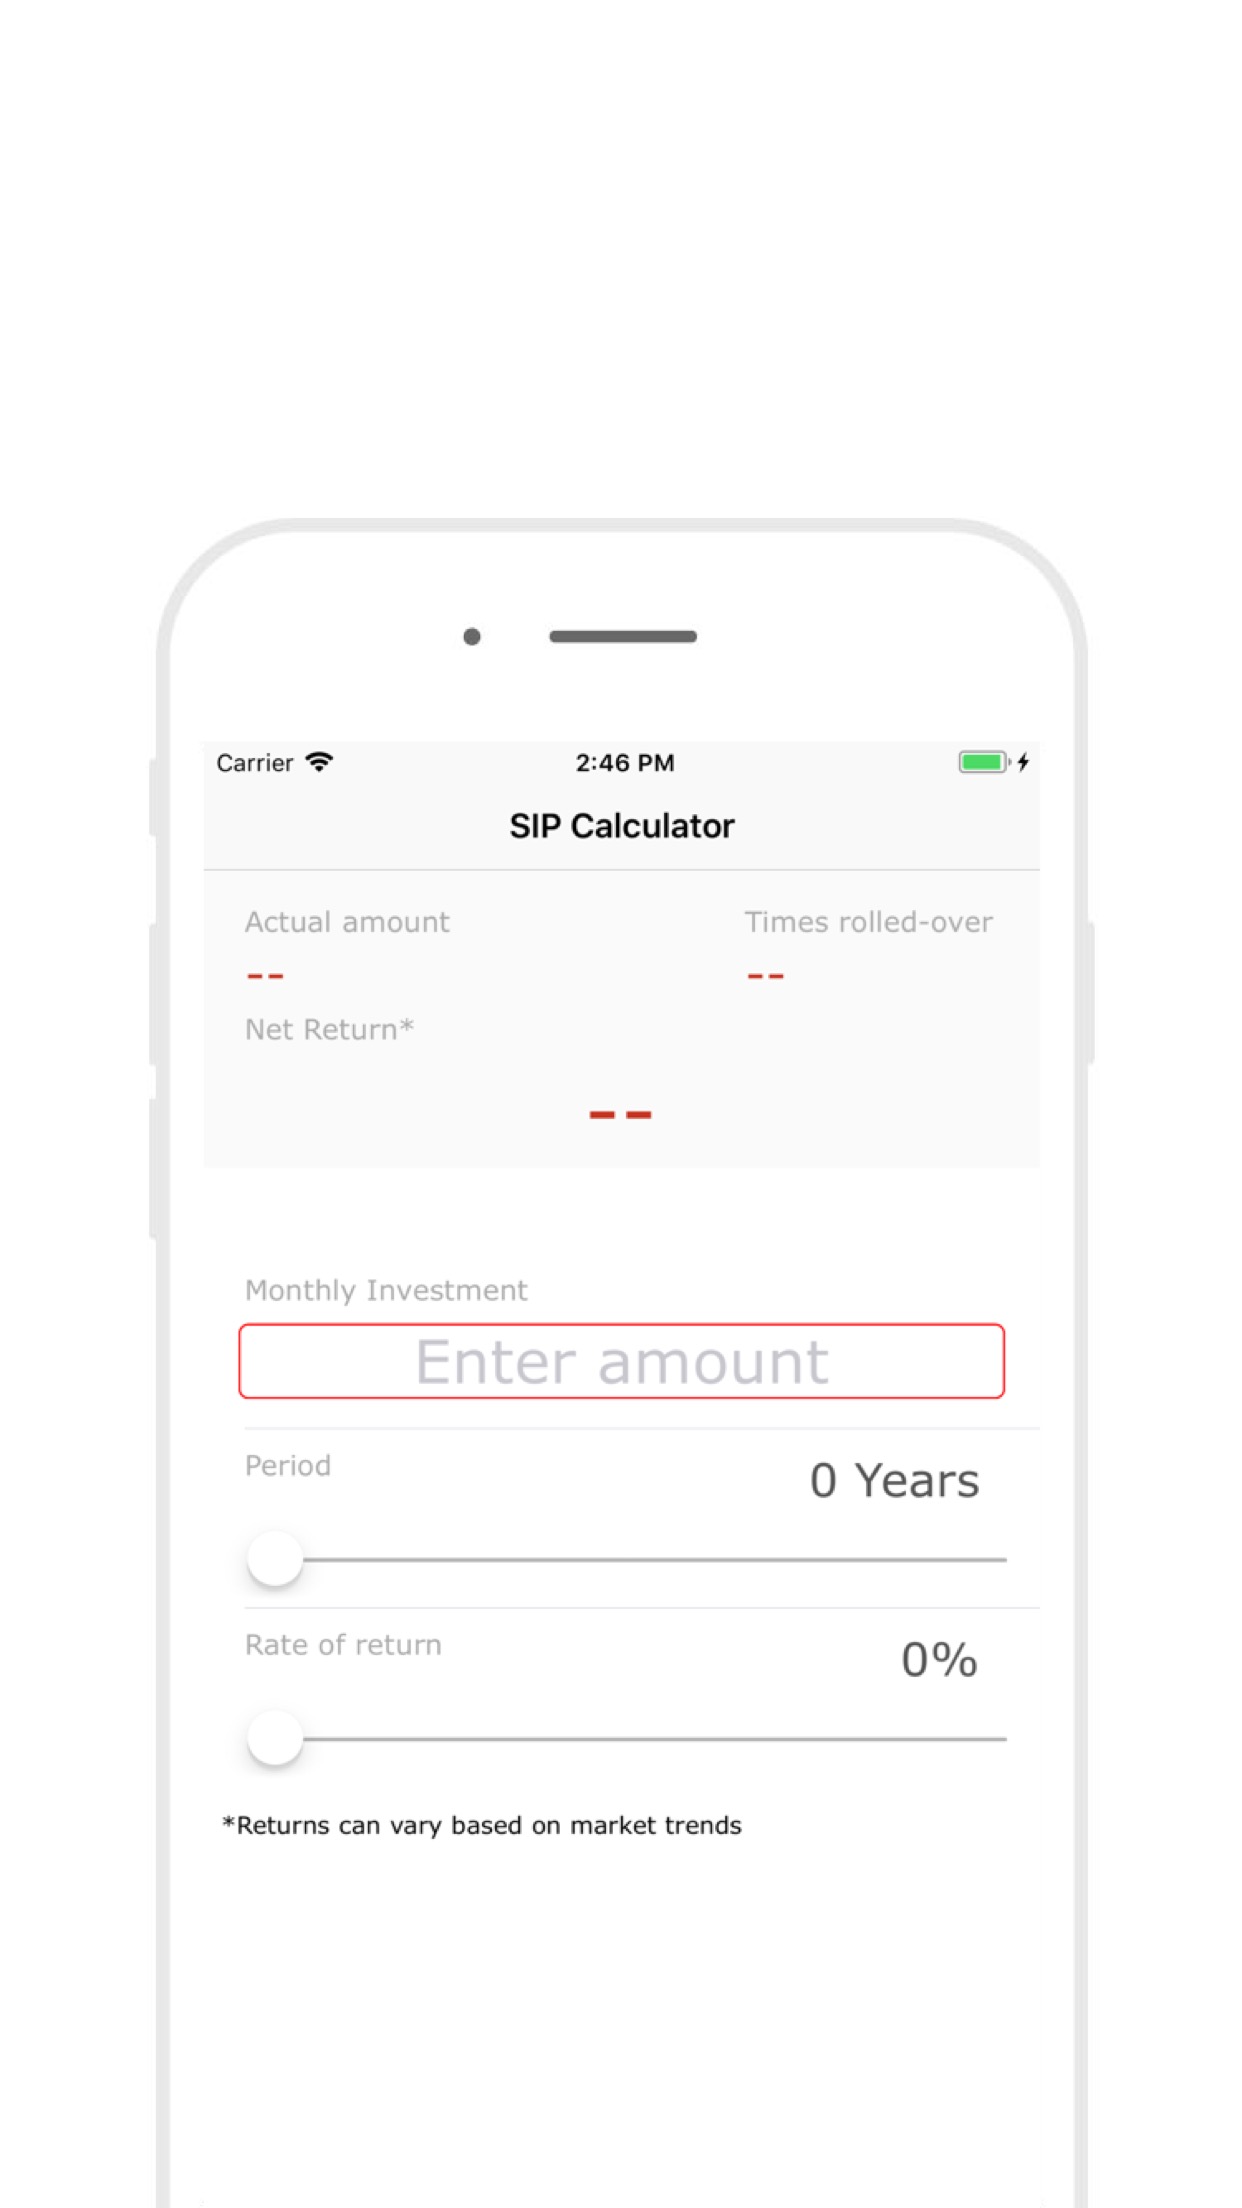 Carrier 2:46 PM
SIP Calculator
Actual amount Times rolled-over
-- --
Net Return*
--
Monthly Investment
Enter amount
Period 0 Years
Rate of return 0%
*Returns can vary based on market trends